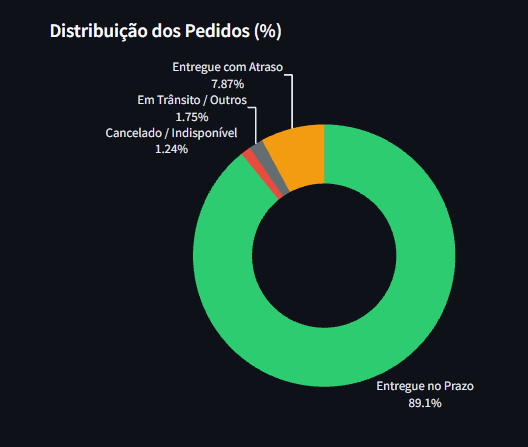 Distribuição dos Pedidos (%)
Entregue com Atraso
7.87%
Em Trânsito / Outros
1.75%
Cancelado / Indisponível
1.24%
Entregue no Prazo
89.1%